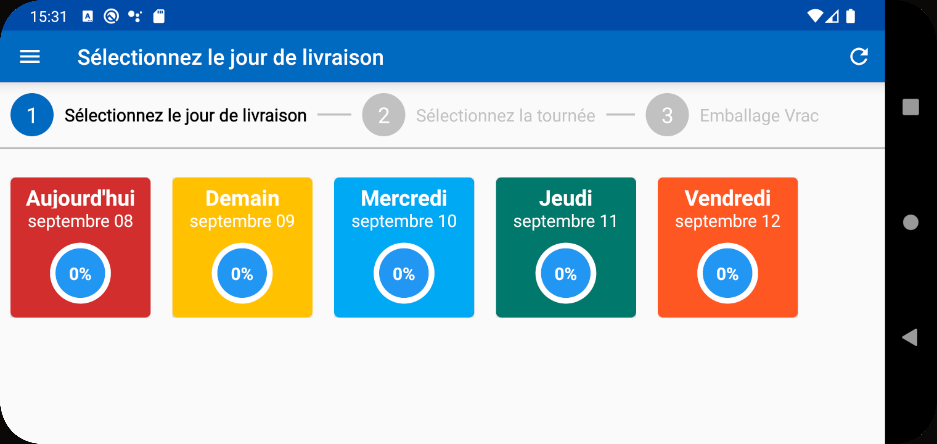 15:31
Sélectionnez le jour de livraison
1 Sélectionnez le jour de livraison 2 Sélectionnez la tournée 3 Emballage Vrac
Aujourd'hui
septembre 08
0%
Demain
septembre 09
0%
Mercredi
septembre 10
0%
Jeudi
septembre 11
0%
Vendredi
septembre 12
0%